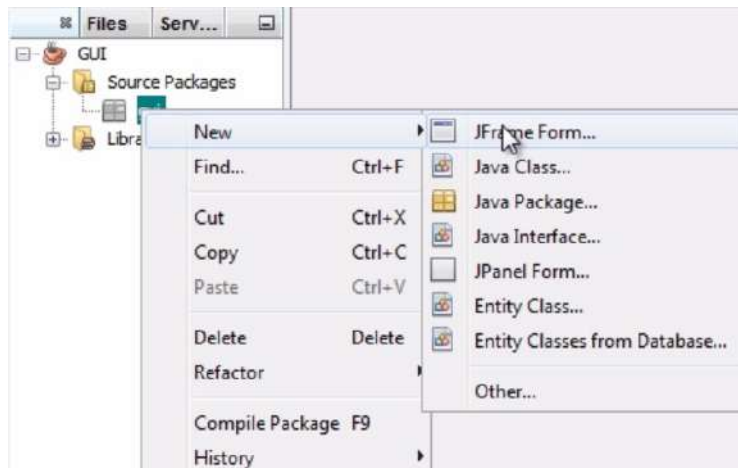 Files Serv...
GUI
Source Packages
Libra
New
Find... Ctrl+F
Cut Ctrl+X
Copy Ctrl+C
Paste Ctrl+V
Delete Delete
Refactor
Compile Package F9
History
JFrame Form...
Java Class...
Java Package...
Java Interface...
JPanel Form...
Entity Class...
Entity Classes from Database...
Other...